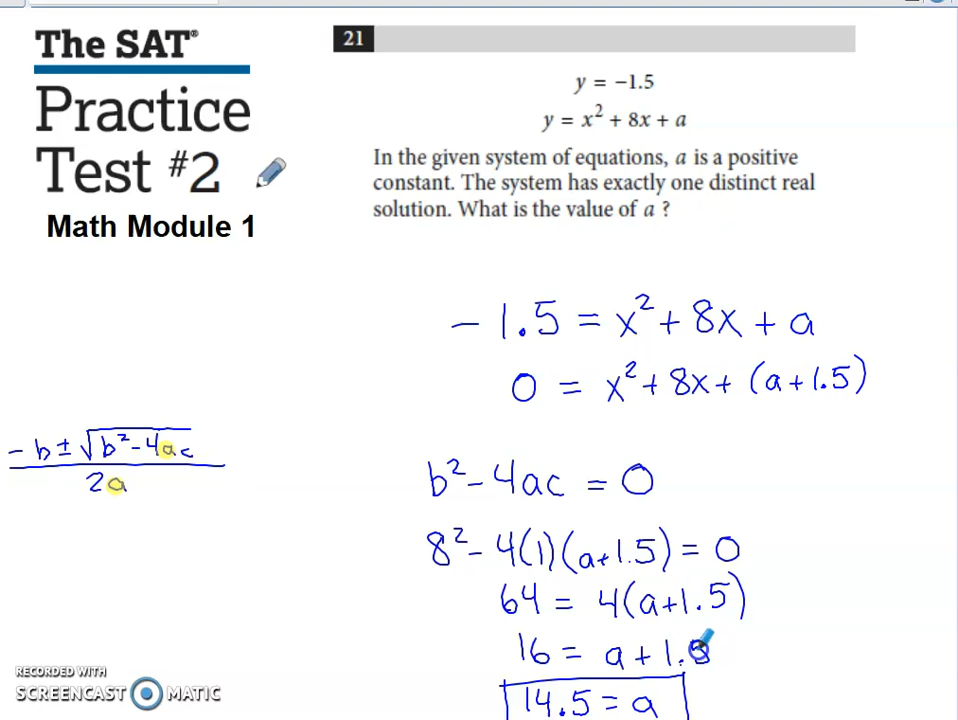 The SAT®
Practice
Test #2
Math Module 1
21
y = −1.5
y = x² + 8x + a
In the given system of equations, a is a positive
constant. The system has exactly one distinct real
solution. What is the value of a ?
- 1.5 = x² + 8x + a
0 = x² + 8x + (a + 1.5)
-b ± √b² - 4ac
2a
b² - 4ac = 0
8² - 4(1)(a+1.5) = 0
64 = 4(a+1.5)
16 = a + 1.5
14.5 = a
RECORDED WITH
SCREENCAST MATIC